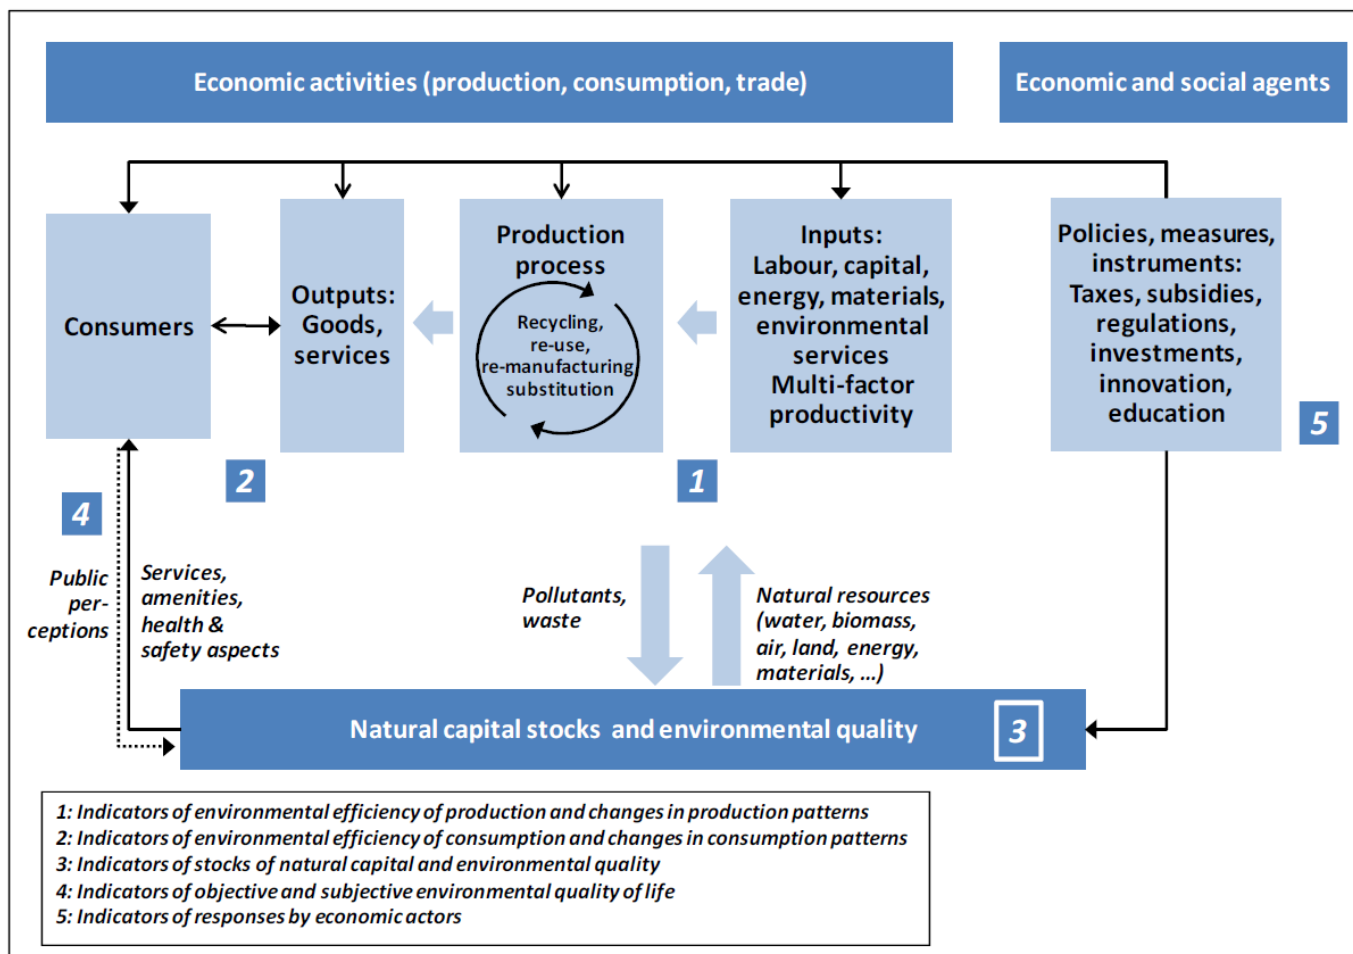 Economic activities (production, consumption, trade)
Economic and social agents
Consumers
Outputs:
Goods,
services
Production
process
Recycling,
re-use,
re-manufacturing
substitution
Inputs:
Labour, capital,
energy, materials,
environmental
services
Multi-factor
productivity
Policies, measures,
instruments:
Taxes, subsidies,
regulations,
investments,
innovation,
education
5
2
1
4
Public
per-
ceptions
Services,
amenities,
health &
safety aspects
Pollutants,
waste
Natural resources
(water, biomass,
air, land, energy,
materials, ...)
Natural capital stocks and environmental quality
3
1: Indicators of environmental efficiency of production and changes in production patterns
2: Indicators of environmental efficiency of consumption and changes in consumption patterns
3: Indicators of stocks of natural capital and environmental quality
4: Indicators of objective and subjective environmental quality of life
5: Indicators of responses by economic actors